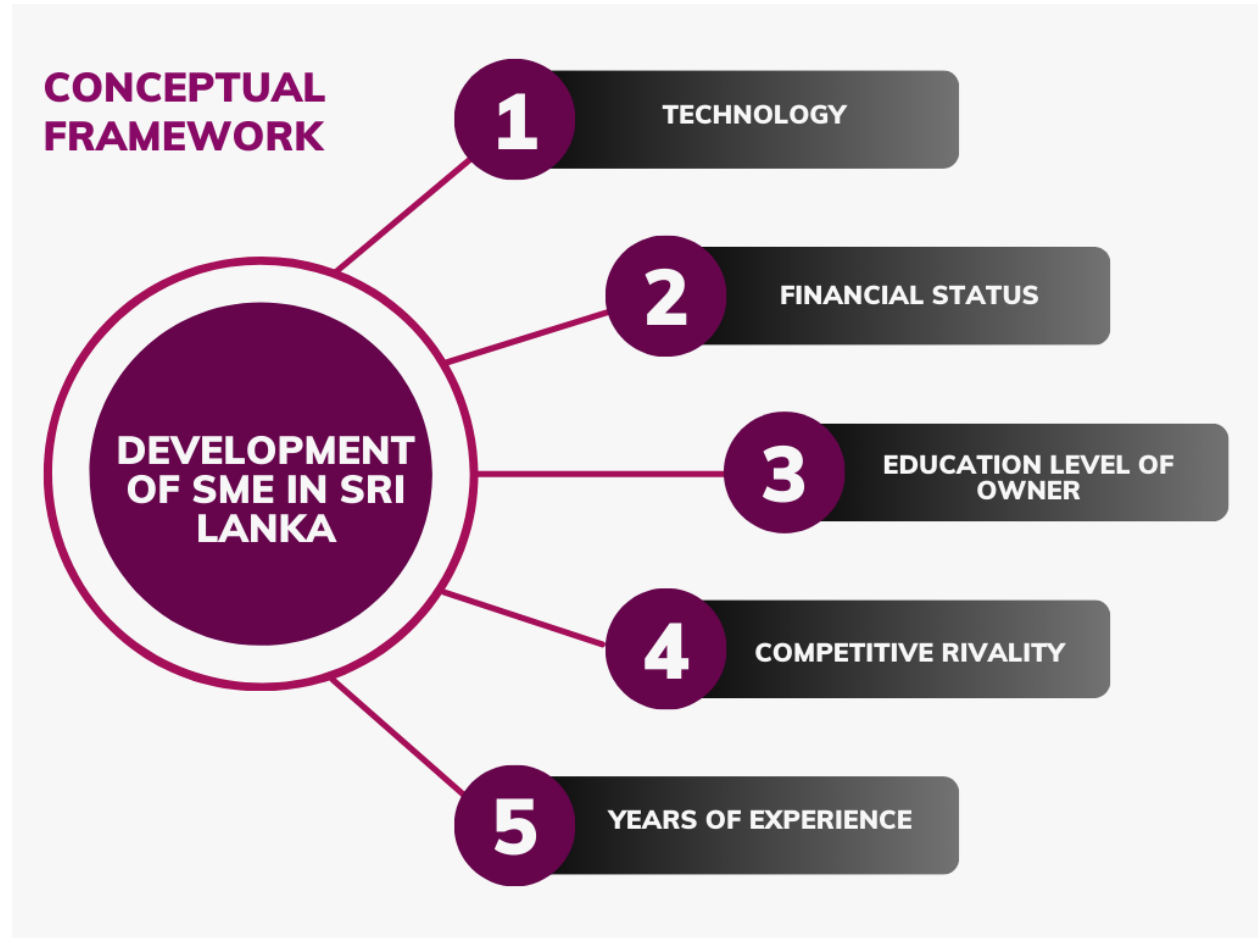 CONCEPTUAL
FRAMEWORK
1
TECHNOLOGY
2
FINANCIAL STATUS
DEVELOPMENT
OF SME IN SRI
LANKA
3
EDUCATION LEVEL OF
OWNER
4
COMPETITIVE RIVALITY
5
YEARS OF EXPERIENCE